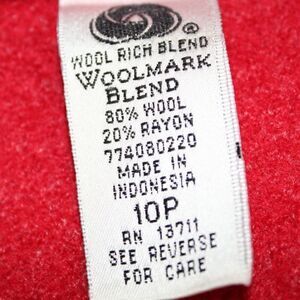 WOOL RICH BLEND
WOOLMARK
BLEND
80% WOOL
20% RAYON
774080220
MADE IN
INDONESIA
10P
RN 13711
SEE REVERSE
FOR CARE